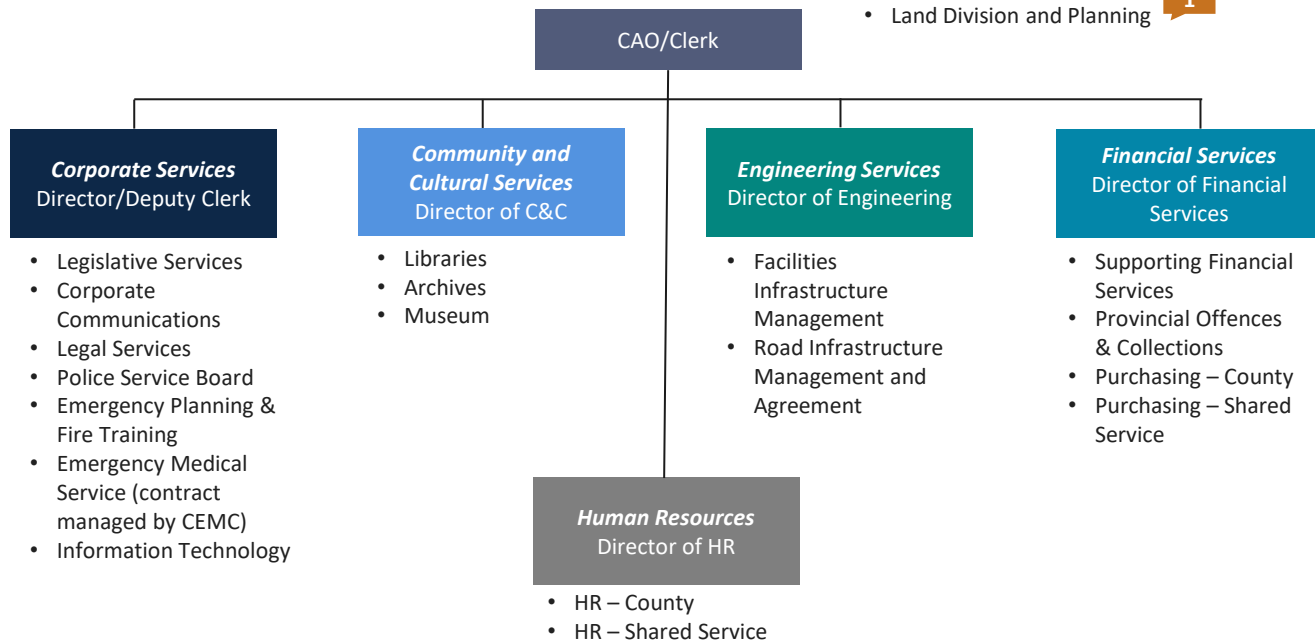 • Land Division and Planning
1
CAO/Clerk
Corporate Services
Director/Deputy Clerk
• Legislative Services
• Corporate
Communications
• Legal Services
• Police Service Board
• Emergency Planning &
Fire Training
• Emergency Medical
Service (contract
managed by CEMC)
• Information Technology
Community and
Cultural Services
Director of C&C
• Libraries
• Archives
• Museum
Engineering Services
Director of Engineering
• Facilities
Infrastructure
Management
• Road Infrastructure
Management and
Agreement
Financial Services
Director of Financial
Services
• Supporting Financial
Services
• Provincial Offences
& Collections
• Purchasing – County
• Purchasing – Shared
Service
Human Resources
Director of HR
• HR – County
• HR – Shared Service